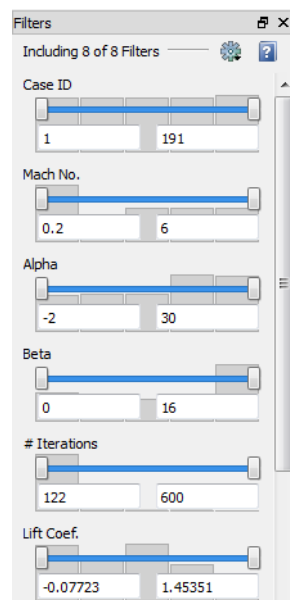 Filters
Including 8 of 8 Filters
Case ID
1 191
Mach No.
0.2 6
Alpha
-2 30
Beta
0 16
# Iterations
122 600
Lift Coef.
-0.07723 1.45351